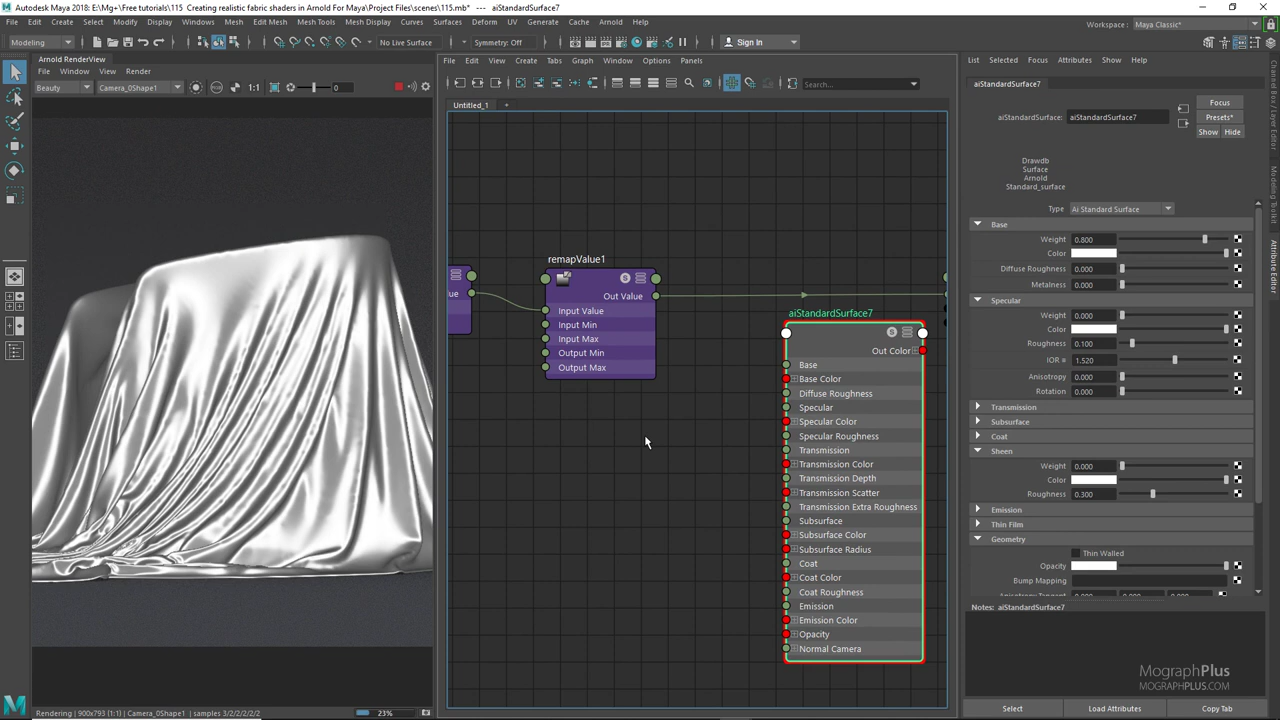 Autodesk Maya 2018: E:\Mg+\Free tutorials\115 Creating realistic fabric shaders in Arnold For Maya\Project\scenes\115.mb* --- aiStandardSurface7
File Edit Create Select Modify Display Windows Mesh Edit Mesh Mesh Tools Mesh Display Curves Surfaces Deform UV Generate Cache Arnold Help
Workspace : Maya Classic*
Modeling No Live Surface Symmetry: Off Sign In
Arnold RenderView
File Window View Render
Beauty Camera_0Shape1 1:1 0
File Edit View Create Tabs Graph Window Options Panels
Search...
Untitled_1 +
remapValue1
Out Value
Input Value
Input Min
Input Max
Output Min
Output Max
aiStandardSurface7
Out Color
Base
Base Color
Diffuse Roughness
Specular
Specular Color
Specular Roughness
Transmission
Transmission Color
Transmission Depth
Transmission Scatter
Transmission Extra Roughness
Subsurface
Subsurface Color
Subsurface Radius
Coat
Coat Color
Coat Roughness
Emission
Emission Color
Opacity
Normal Camera
List Selected Focus Attributes Show Help
aiStandardSurface7
aiStandardSurface: aiStandardSurface7
Focus
Presets*
Show Hide
Drawdb
Surface
Arnold
Standard_surface
Type Ai Standard Surface
Base
Weight 0.800
Color
Diffuse Roughness 0.000
Metalness 0.000
Specular
Weight 0.000
Color
Roughness 0.100
IOR 1.520
Anisotropy 0.000
Rotation 0.000
Transmission
Subsurface
Coat
Sheen
Weight 0.000
Color
Roughness 0.300
Emission
Thin Film
Geometry
Thin Walled
Opacity
Bump Mapping
Notes: aiStandardSurface7
MographPlus
MOGRAPHPLUS.COM
Select Load Attributes Copy Tab
Channel Box / Layer Editor
Modeling Toolkit
Attribute Editor
Rendering | 900x793 (1:1) | Camera_0Shape1 | samples 3/2/2/2/2/2 23%